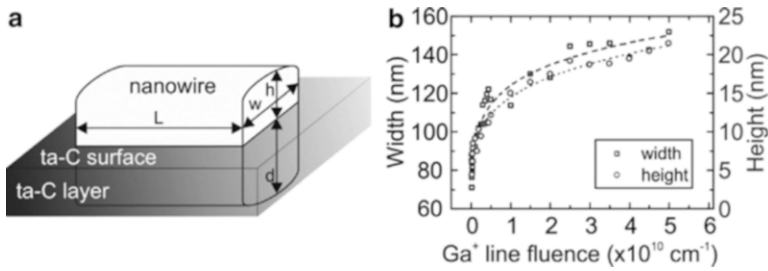 a
nanowire
h
w
L
ta-C surface
d
ta-C layer
b
160
140
120
100
80
60
Width (nm)
25
20
15
10
5
0
Height (nm)
width
height
0 1 2 3 4 5 6
Ga⁺ line fluence (x10¹⁰ cm⁻¹)